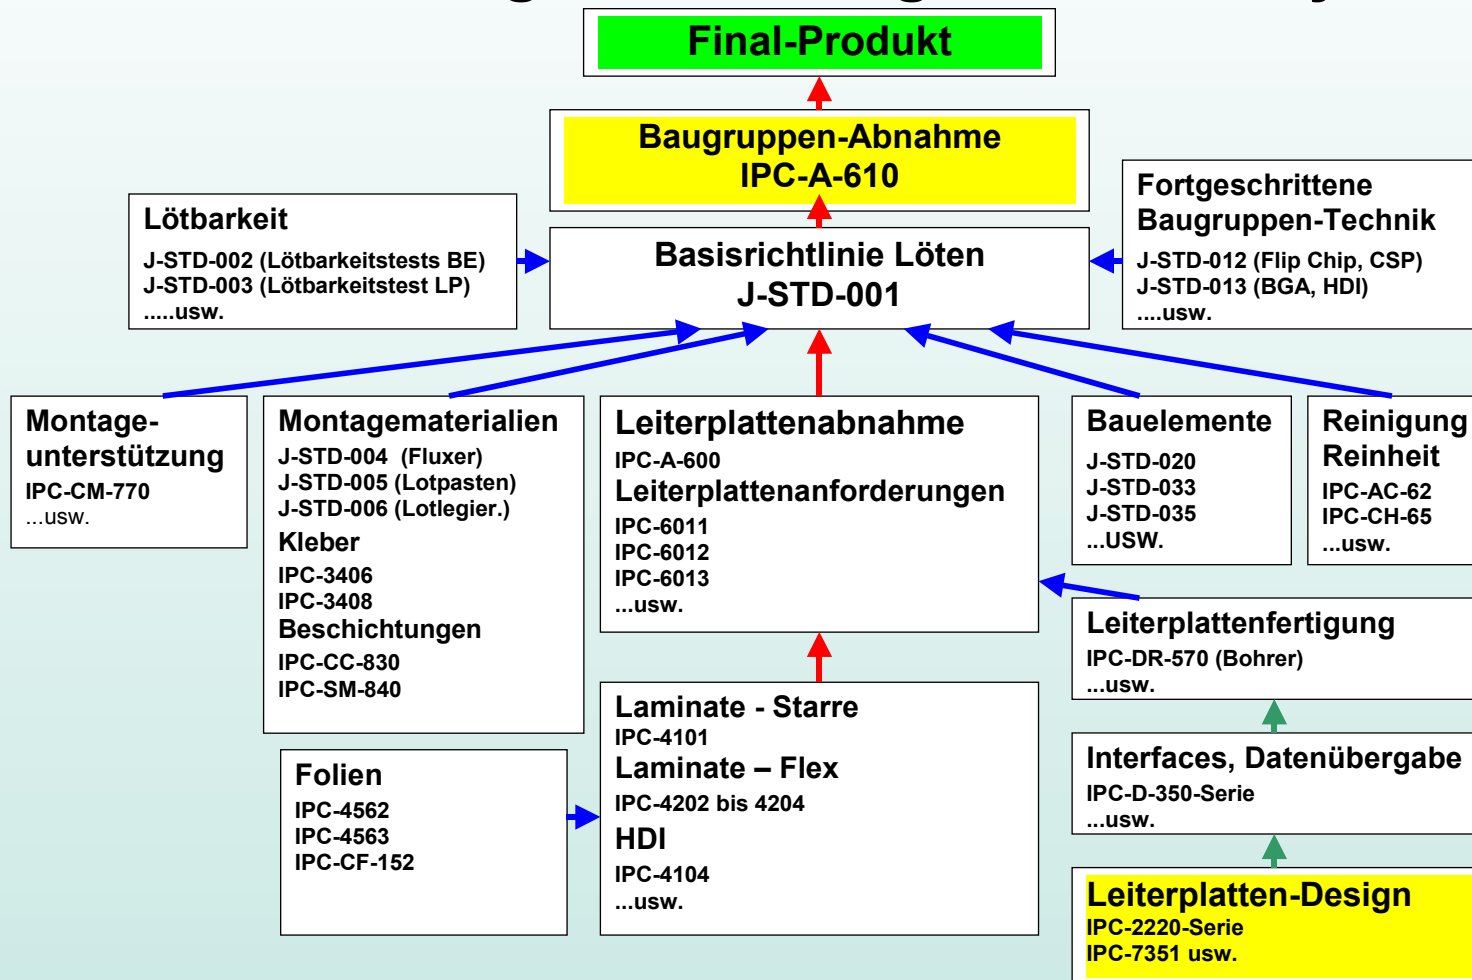 Final-Produkt
Baugruppen-Abnahme
IPC-A-610
Lötbarkeit
J-STD-002 (Lötbarkeitstests BE)
J-STD-003 (Lötbarkeitstest LP)
.....usw.
Basisrichtlinie Löten
J-STD-001
Fortgeschrittene
Baugruppen-Technik
J-STD-012 (Flip Chip, CSP)
J-STD-013 (BGA, HDI)
....usw.
Montage-
unterstützung
IPC-CM-770
...usw.
Montagematerialien
J-STD-004 (Fluxer)
J-STD-005 (Lotpasten)
J-STD-006 (Lotlegier.)
Kleber
IPC-3406
IPC-3408
Beschichtungen
IPC-CC-830
IPC-SM-840
Leiterplattenabnahme
IPC-A-600
Leiterplattenanforderungen
IPC-6011
IPC-6012
IPC-6013
...usw.
Bauelemente
J-STD-020
J-STD-033
J-STD-035
...USW.
Reinigung
Reinheit
IPC-AC-62
IPC-CH-65
...usw.
Leiterplattenfertigung
IPC-DR-570 (Bohrer)
...usw.
Folien
IPC-4562
IPC-4563
IPC-CF-152
Laminate - Starre
IPC-4101
Laminate – Flex
IPC-4202 bis 4204
HDI
IPC-4104
...usw.
Interfaces, Datenübergabe
IPC-D-350-Serie
...usw.
Leiterplatten-Design
IPC-2220-Serie
IPC-7351 usw.